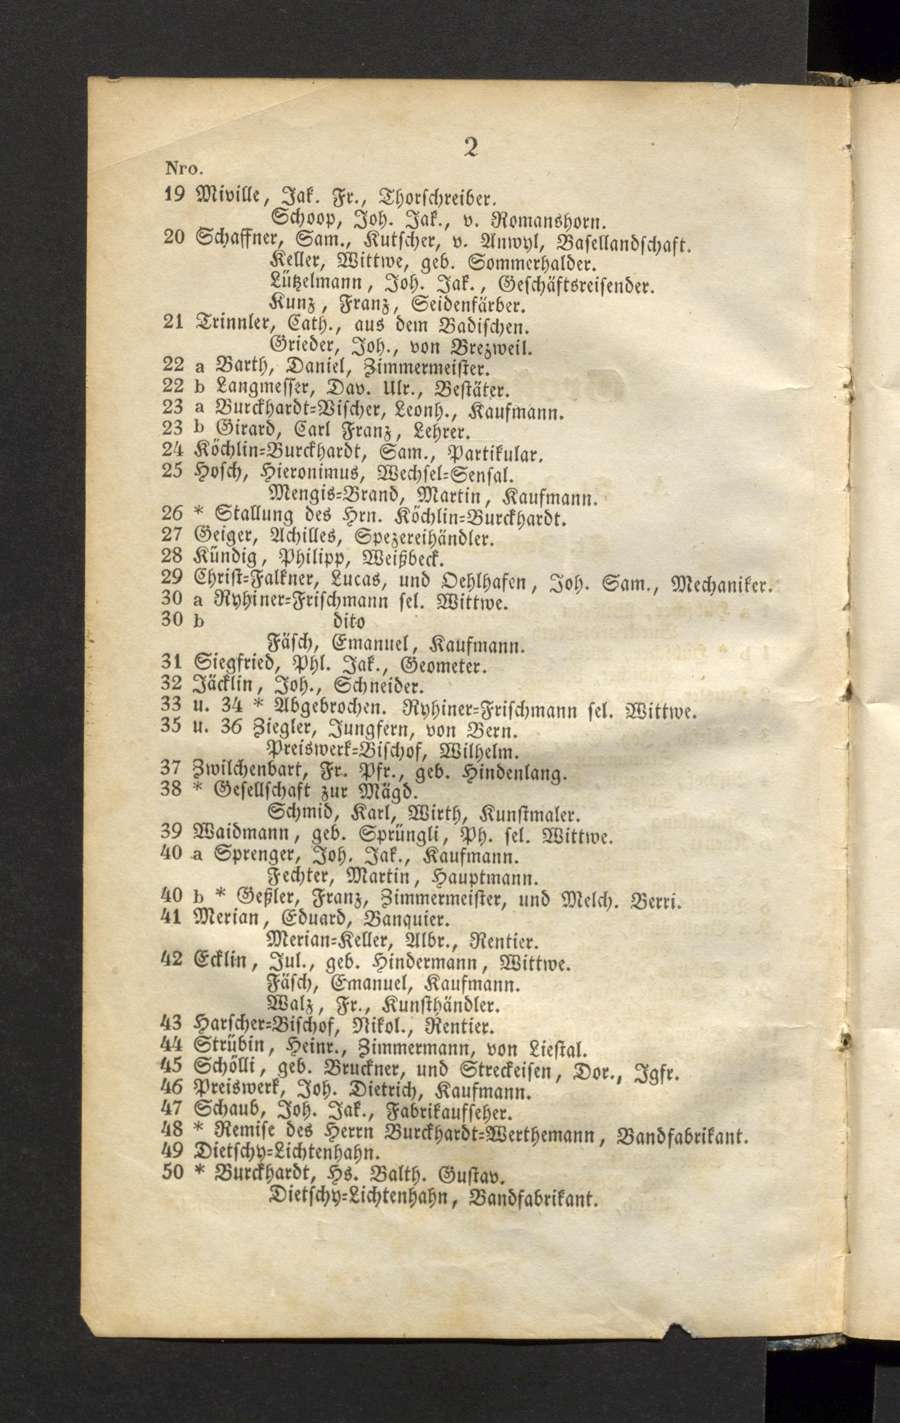 2
Nro.
19 Miville, Jak. Fr., Thorschreiber.
Schoop, Joh. Jak., v. Romanshorn.
20 Schaffner, Sam., Kutscher, v. Anwyl, Basellandschaft.
Keller, Wittwe, geb. Sommerhalder.
Lützelmann, Joh. Jak., Geschäftsreisender.
Kunz, Franz, Seidenfärber.
21 Trinnler, Cath., aus dem Badischen.
Grieder, Joh., von Brezweil.
22 a Barth, Daniel, Zimmermeister.
22 b Langmesser, Dav. Ulr., Bestäter.
23 a Burckhardt=Vischer, Leonh., Kaufmann.
23 b Girard, Carl Franz, Lehrer.
24 Köchlin=Burckhardt, Sam., Partikular.
25 Hosch, Hieronimus, Wechsel=Sensal.
Mengis=Brand, Martin, Kaufmann.
26 * Stallung des Hrn. Köchlin=Burckhardt.
27 Geiger, Achilles, Spezereihändler.
28 Kündig, Philipp, Weißbeck.
29 Christ=Falkner, Lucas, und Oehlhafen, Joh. Sam., Mechaniker.
30 a Ryhiner=Frischmann sel. Wittwe.
30 b dito
Fäsch, Emanuel, Kaufmann.
31 Siegfried, Phl. Jak., Geometer.
32 Jäcklin, Joh., Schneider.
33 u. 34 * Abgebrochen. Ryhiner=Frischmann sel. Wittwe.
35 u. 36 Ziegler, Jungfern, von Bern.
Preiswerk=Bischof, Wilhelm.
37 Zwilchenbart, Fr. Pfr., geb. Hindenlang.
38 * Gesellschaft zur Mägd.
Schmid, Karl, Wirth, Kunstmaler.
39 Waidmann, geb. Sprüngli, Ph. sel. Wittwe.
40 a Sprenger, Joh. Jak., Kaufmann.
Fechter, Martin, Hauptmann.
40 b * Geßler, Franz, Zimmermeister, und Melch. Berri.
41 Merian, Eduard, Banquier.
Merian=Keller, Albr., Rentier.
42 Ecklin, Jul., geb. Hindermann, Wittwe.
Fäsch, Emanuel, Kaufmann.
Walz, Fr., Kunsthändler.
43 Harscher=Bischof, Nikol., Rentier.
44 Strübin, Heinr., Zimmermann, von Liestal.
45 Schölli, geb. Bruckner, und Streckeisen, Dor., Igfr.
46 Preiswerk, Joh. Dietrich, Kaufmann.
47 Schaub, Joh. Jak., Fabrikaufseher.
48 * Remise des Herrn Burckhardt=Werthemann, Bandfabrikant.
49 Dietschy=Lichtenhahn.
50 * Burckhardt, Hs. Balth. Gustav.
Dietschy=Lichtenhahn, Bandfabrikant.